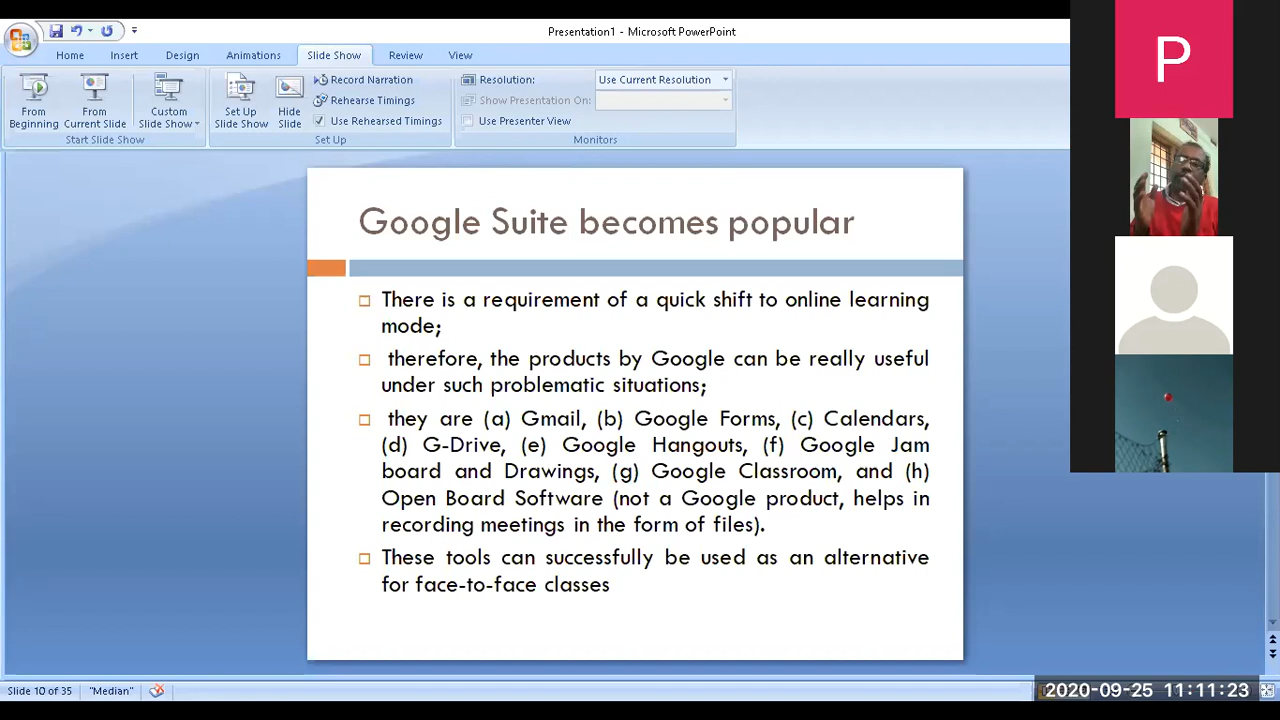 Presentation1 - Microsoft PowerPoint
Home Insert Design Animations Slide Show Review View
From Beginning
From Current Slide
Custom Slide Show
Set Up Slide Show
Hide Slide
Record Narration
Rehearse Timings
Use Rehearsed Timings
Resolution: Use Current Resolution
Show Presentation On:
Use Presenter View
Start Slide Show
Set Up
Monitors
P
Google Suite becomes popular
There is a requirement of a quick shift to online learning
mode;
therefore, the products by Google can be really useful
under such problematic situations;
they are (a) Gmail, (b) Google Forms, (c) Calendars,
(d) G-Drive, (e) Google Hangouts, (f) Google Jam
board and Drawings, (g) Google Classroom, and (h)
Open Board Software (not a Google product, helps in
recording meetings in the form of files).
These tools can successfully be used as an alternative
for face-to-face classes
Slide 10 of 35 "Median"
2020-09-25 11:11:23